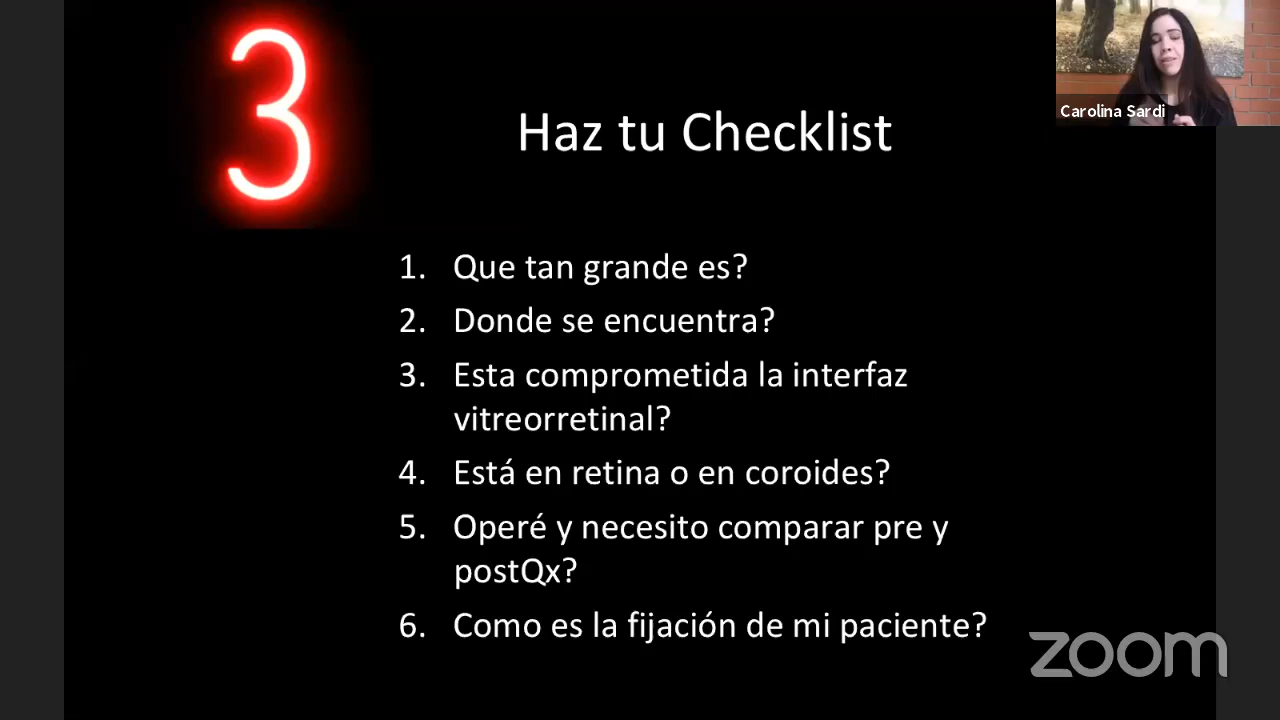 3
Haz tu Checklist
Carolina Sardi
1. Que tan grande es?
2. Donde se encuentra?
3. Esta comprometida la interfaz
vitreorretinal?
4. Está en retina o en coroides?
5. Operé y necesito comparar pre y
postQx?
6. Como es la fijación de mi paciente?
zoom